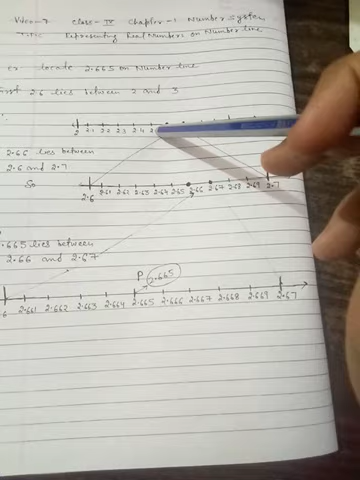 Class- IX Chapter-1 Number System
Representing Real Numbers on Number line
locate 2.665 on Number line
2.6 lies between 2 and 3
2 2.1 2.2 2.3 2.4
2.66 lies between
2.6 and 2.7
So
2.6 2.61 2.62 2.63 2.64 2.65 2.66 2.67 2.68 2.69 2.7
.665 lies between
2.66 and 2.67
P 2.665
2.661 2.662 2.663 2.664 2.665 2.666 2.667 2.668 2.669 2.67